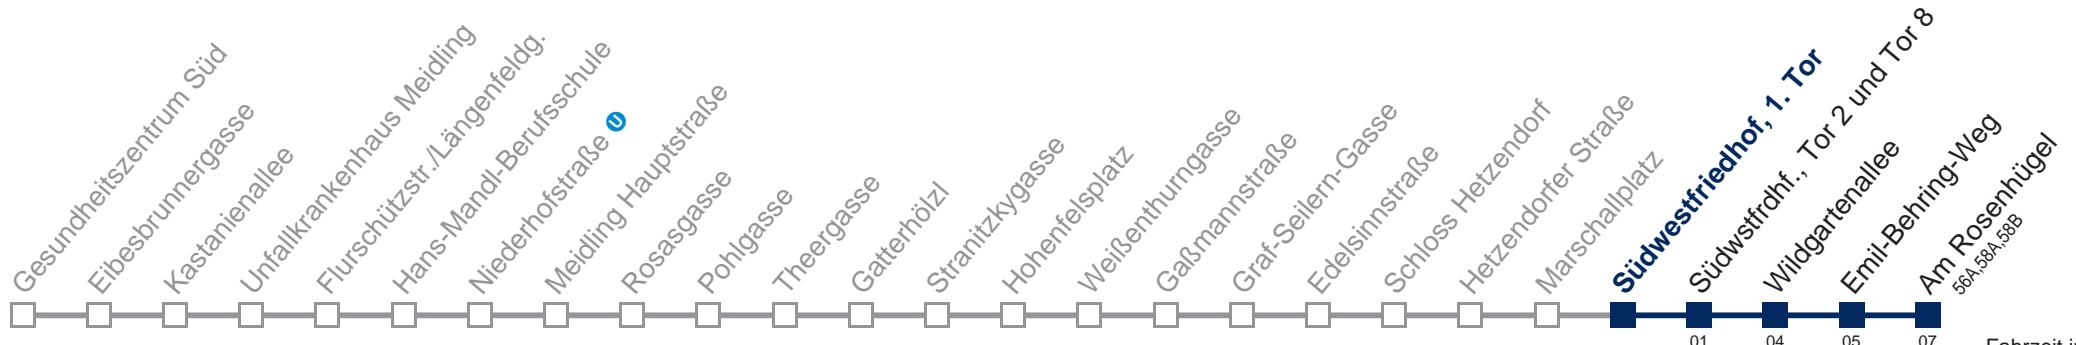 Gesundheitszentrum Süd
Eibesbrunnergasse
Kastanienallee
Unfallkrankenhaus Meidling
Flurschützstr./Längenfeldg.
Hans-Mandl-Berufsschule
Niederhofstraße U
Meidling Hauptstraße
Rosasgasse
Pohlgasse
Theergasse
Gatterhölzl
Stranitzkygasse
Hohenfelsplatz
Weißenthurngasse
Gaßmannstraße
Graf-Seilern-Gasse
Edelsinnstraße
Schloss Hetzendorf
Hetzendorfer Straße
Marschallplatz
Südwestfriedhof, 1. Tor
Südwstfrdhf., Tor 2 und Tor 8
Wildgartenallee
Emil-Behring-Weg
Am Rosenhügel
56A,58A,58B
01 04 05 07